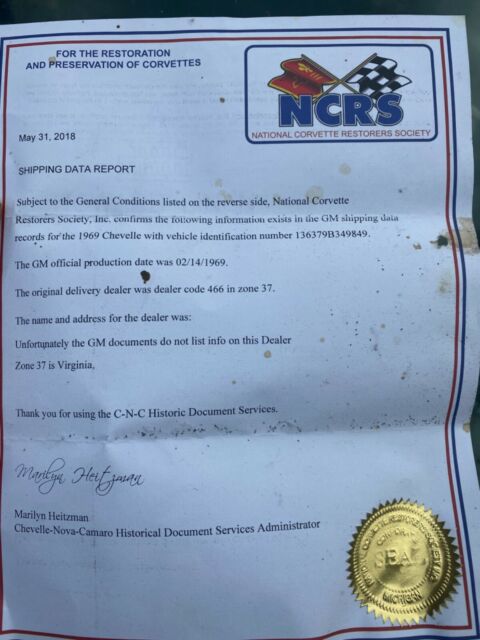 FOR THE RESTORATION
AND PRESERVATION OF CORVETTES
NCRS
NATIONAL CORVETTE RESTORERS SOCIETY
May 31, 2018
SHIPPING DATA REPORT
Subject to the General Conditions listed on the reverse side, National Corvette
Restorers Society, Inc. confirms the following information exists in the GM shipping data
records for the 1969 Chevelle with vehicle identification number 136379B349849.
The GM official production date was 02/14/1969.
The original delivery dealer was dealer code 466 in zone 37.
The name and address for the dealer was:
Unfortunately the GM documents do not list info on this Dealer
Zone 37 is Virginia,
Thank you for using the C-N-C Historic Document Services.
Marilyn Heitzman
Marilyn Heitzman
Chevelle-Nova-Camaro Historical Document Services Administrator
SEAL
MICHIGAN